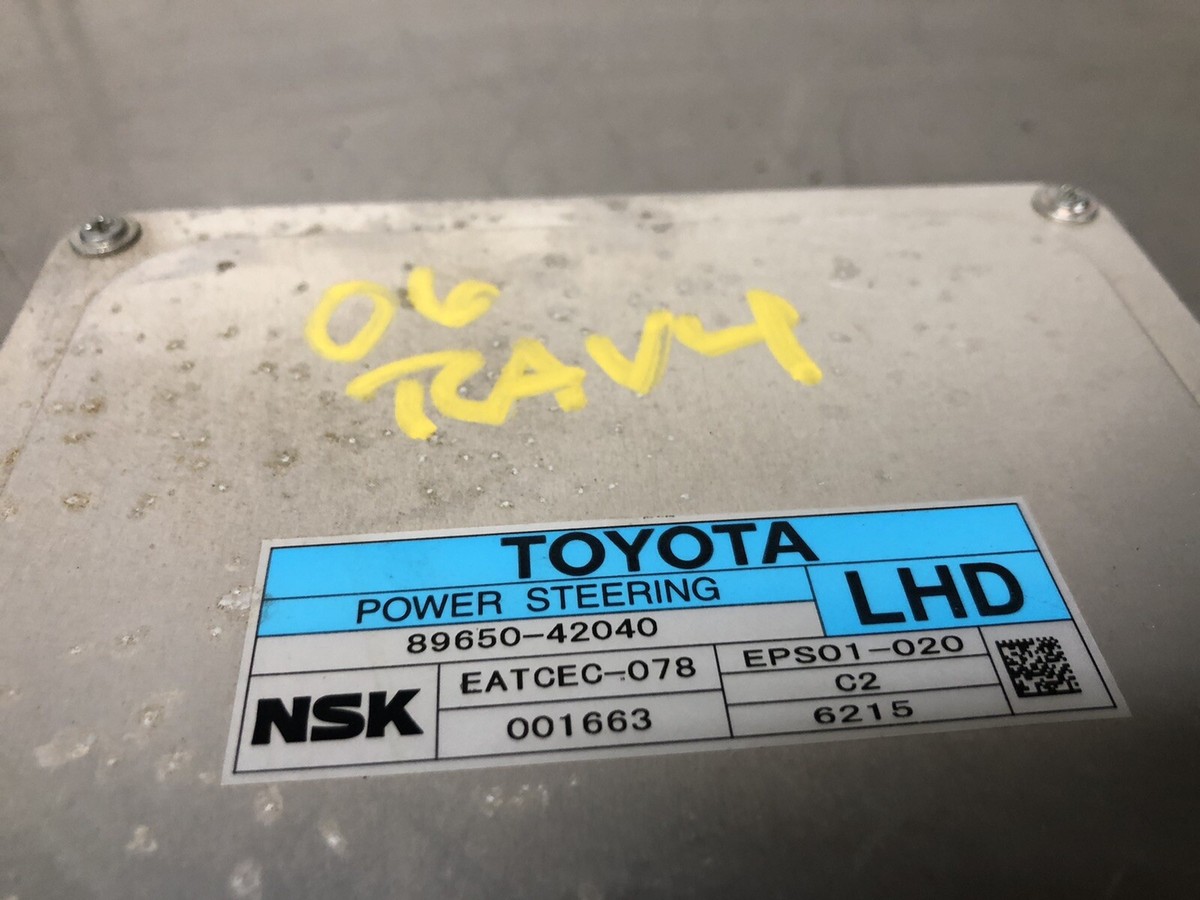 06
RAV4
TOYOTA
POWER STEERING
LHD
89650-42040
NSK
EATCEC-078
001663
EPS01-020
C2
6215